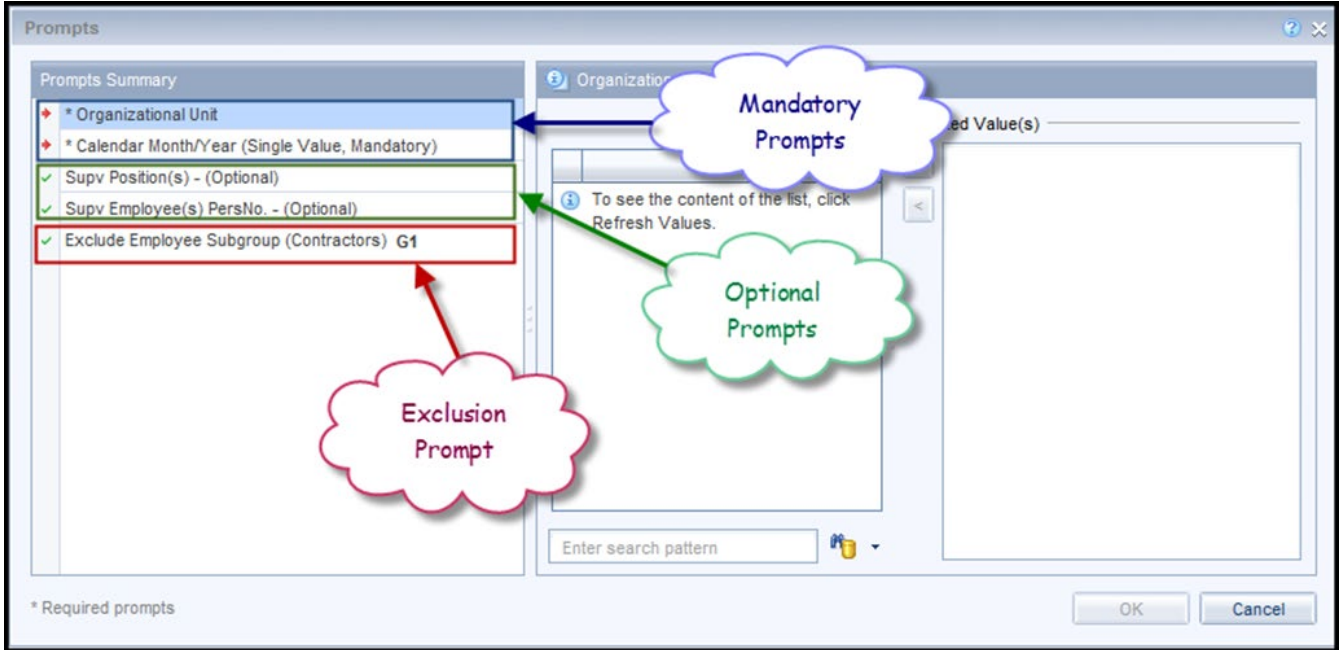 Prompts
Prompts Summary
* Organizational Unit
* Calendar Month/Year (Single Value, Mandatory)
Supv Position(s) - (Optional)
Supv Employee(s) PersNo. - (Optional)
Exclude Employee Subgroup (Contractors) G1
Mandatory
Prompts
Value(s)
To see the content of the list, click
Refresh Values.
<
Optional
Prompts
Exclusion
Prompt
Enter search pattern
* Required prompts
OK
Cancel